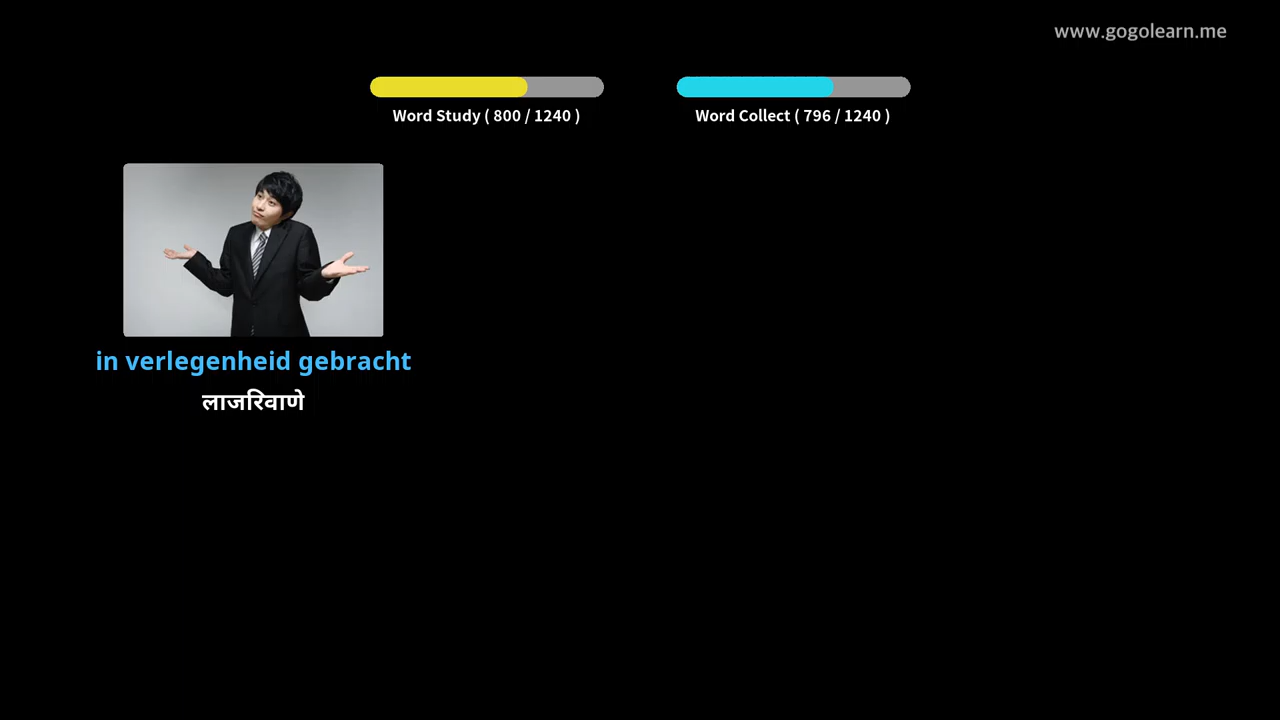 www.gogolearn.me
Word Study ( 800 / 1240 )
Word Collect ( 796 / 1240 )
in verlegenheid gebracht
लाजरिवाणे